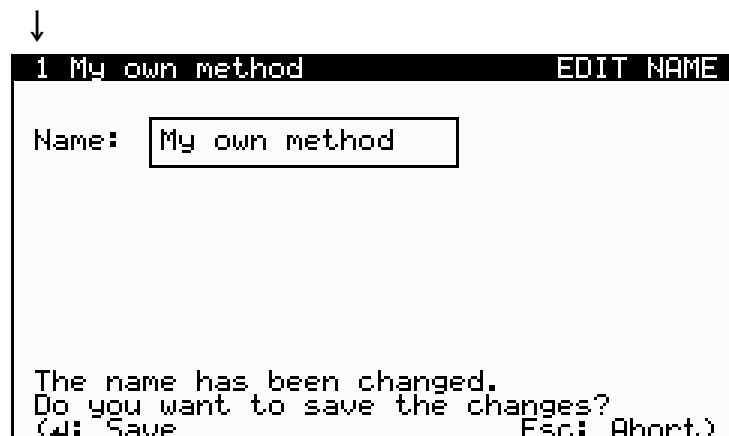 ↓
1 My own method EDIT NAME
Name: My own method
The name has been changed.
Do you want to save the changes?
(↵: Save Esc: Abort)